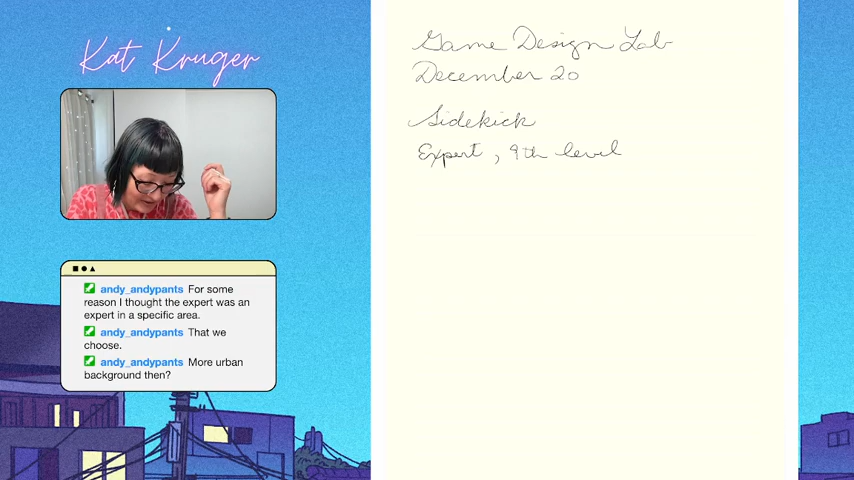 Kat Kruger
andy_andypants For some
reason I thought the expert was an
expert in a specific area.
andy_andypants That we
choose.
andy_andypants More urban
background then?
Game Design Lab
December 20
Sidekick
Expert, 9th level